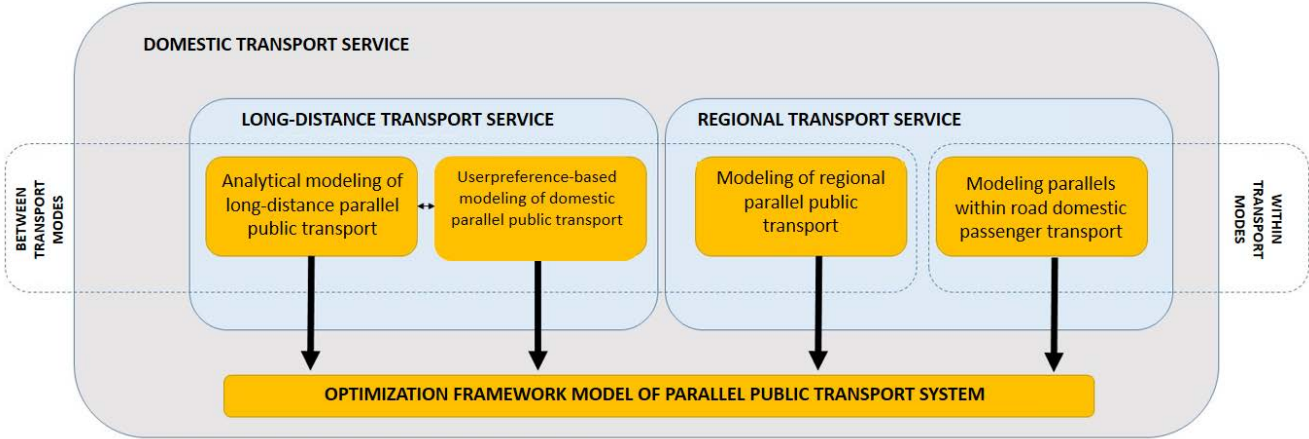 DOMESTIC TRANSPORT SERVICE
LONG-DISTANCE TRANSPORT SERVICE
REGIONAL TRANSPORT SERVICE
BETWEEN
TRANSPORT
MODES
Analytical modeling of
long-distance parallel
public transport
Userpreference-based
modeling of domestic
parallel public transport
Modeling of regional
parallel public
transport
Modeling parallels
within road domestic
passenger transport
WITHIN
TRANSPORT
MODES
OPTIMIZATION FRAMEWORK MODEL OF PARALLEL PUBLIC TRANSPORT SYSTEM